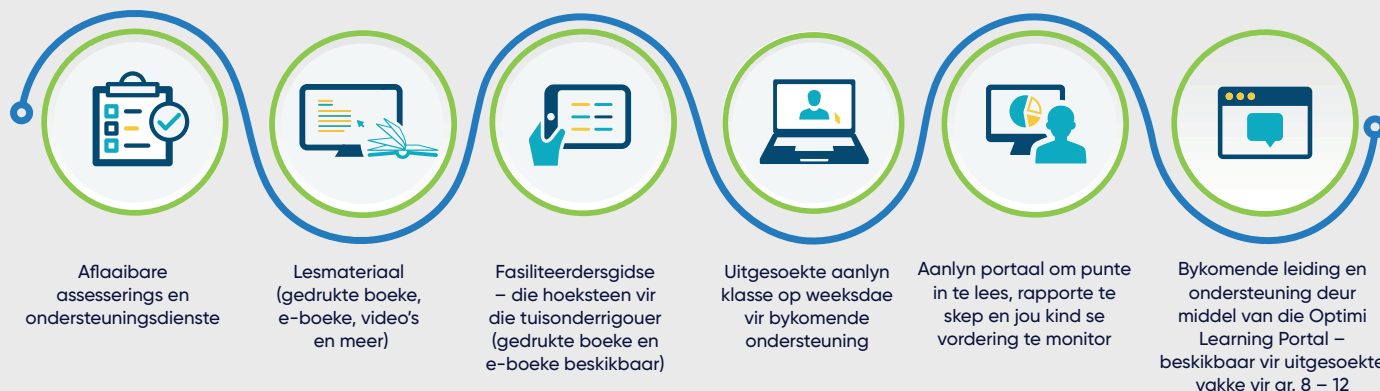 Aflaaibare
assesserings en
ondersteuningsdienste
Lesmateriaal
(gedrukte boeke,
e-boeke, video's
en meer)
Fasiliteerdersgidse
– die hoeksteen vir
die tuisonderrigouer
(gedrukte boeke en
e-boeke beskikbaar)
Uitgesoekte aanlyn
klasse op weeksdae
vir bykomende
ondersteuning
Aanlyn portaal om punte
in te lees, rapporte te
skep en jou kind se
vordering te monitor
Bykomende leiding en
ondersteuning deur
middel van die Optimi
Learning Portal –
beskikbaar vir uitgesoekte
vakke vir gr. 8 – 12